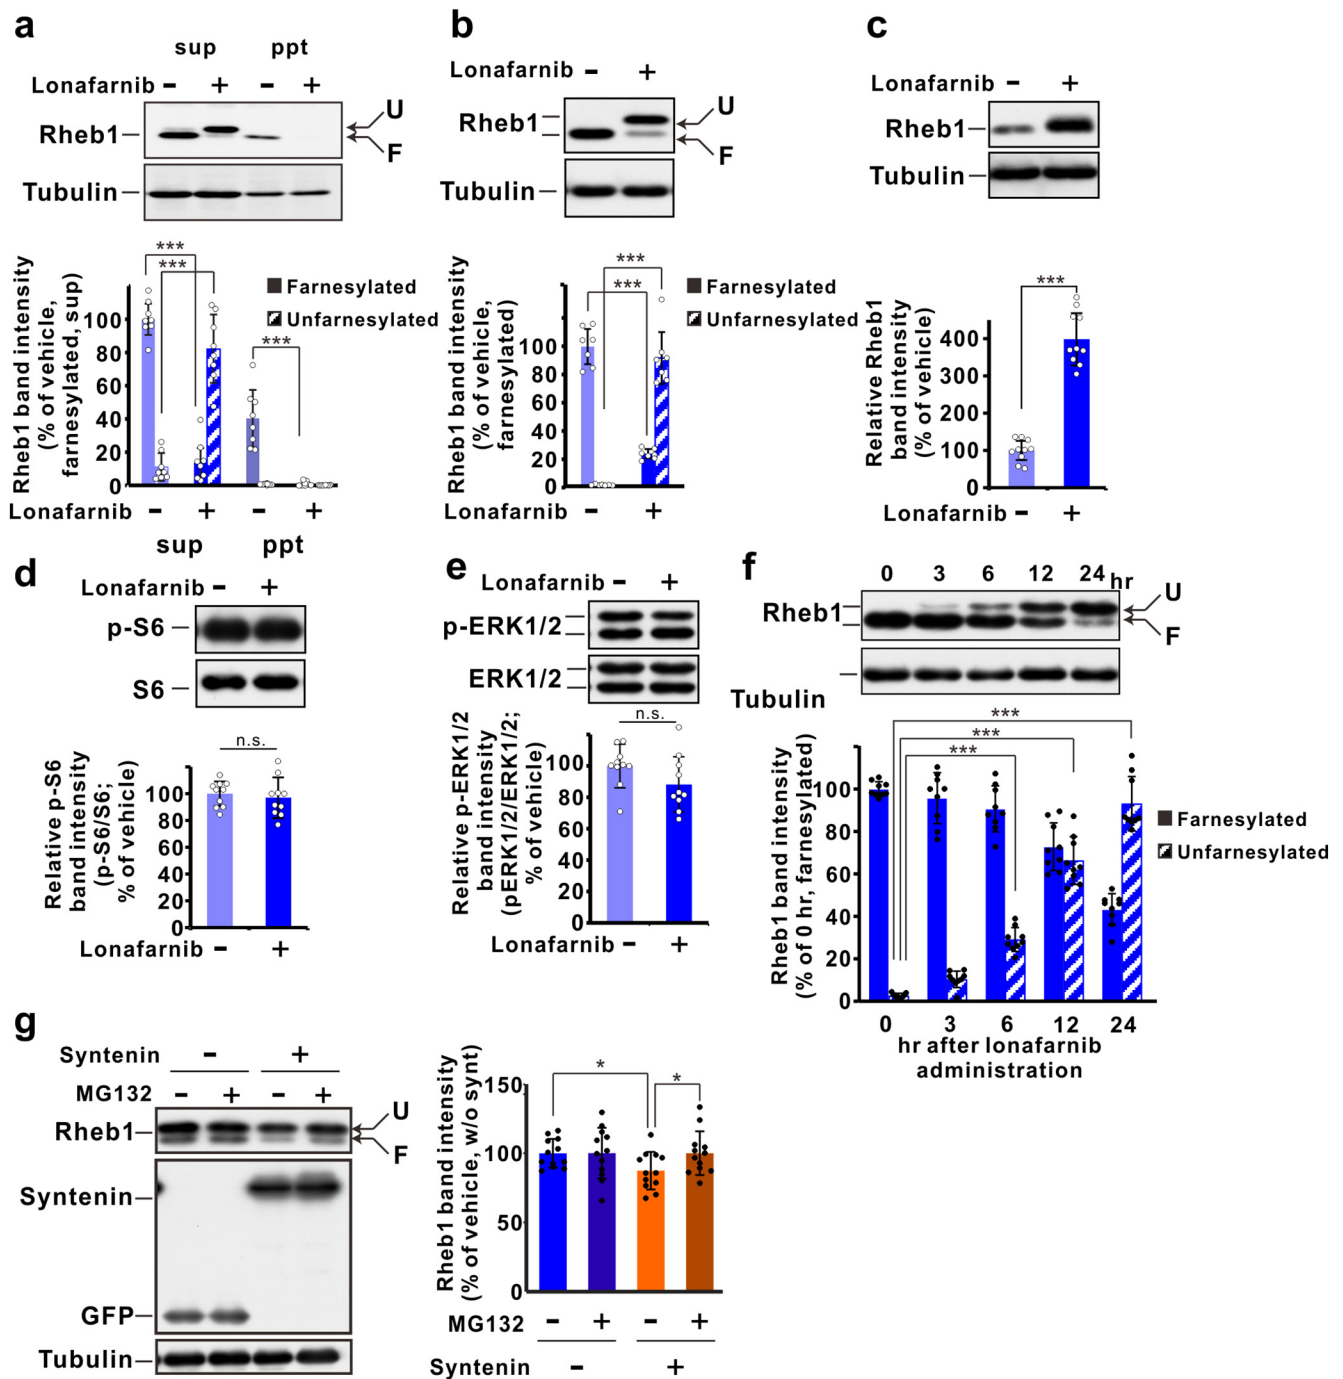 a
sup ppt
Lonafarnib - + - +
Rheb1
U
F
Tubulin
Rheb1 band intensity
(% of vehicle,
farnesylated, sup)
***
***
***
Farnesylated
Unfarnesylated
100
80
60
40
20
0
Lonafarnib - + - +
sup ppt
b
Lonafarnib - +
Rheb1
U
F
Tubulin
Rheb1 band intensity
(% of vehicle,
farnesylated)
***
***
Farnesylated
Unfarnesylated
100
80
60
40
20
0
Lonafarnib - +
c
Lonafarnib - +
Rheb1
Tubulin
Relative Rheb1
band intensity
(% of vehicle)
***
400
300
200
100
0
Lonafarnib - +
d
Lonafarnib - +
p-S6
S6
Relative p-S6
band intensity
(p-S6/S6;
% of vehicle)
n.s.
100
80
60
40
20
0
Lonafarnib - +
e
Lonafarnib - +
p-ERK1/2
ERK1/2
Relative p-ERK1/2
band intensity
(pERK1/2/ERK1/2;
% of vehicle)
n.s.
100
80
60
40
20
0
Lonafarnib - +
f
0 3 6 12 24 hr
Rheb1
U
F
Tubulin
Rheb1 band intensity
(% of 0 hr, farnesylated)
***
***
***
Farnesylated
Unfarnesylated
100
80
60
40
20
0
0 3 6 12 24
hr after lonafarnib
administration
g
Syntenin - +
MG132 - + - +
Rheb1
U
F
Syntenin
GFP
Tubulin
Rheb1 band intensity
(% of vehicle, w/o synt)
* *
150
100
50
0
MG132 - + - +
Syntenin - +